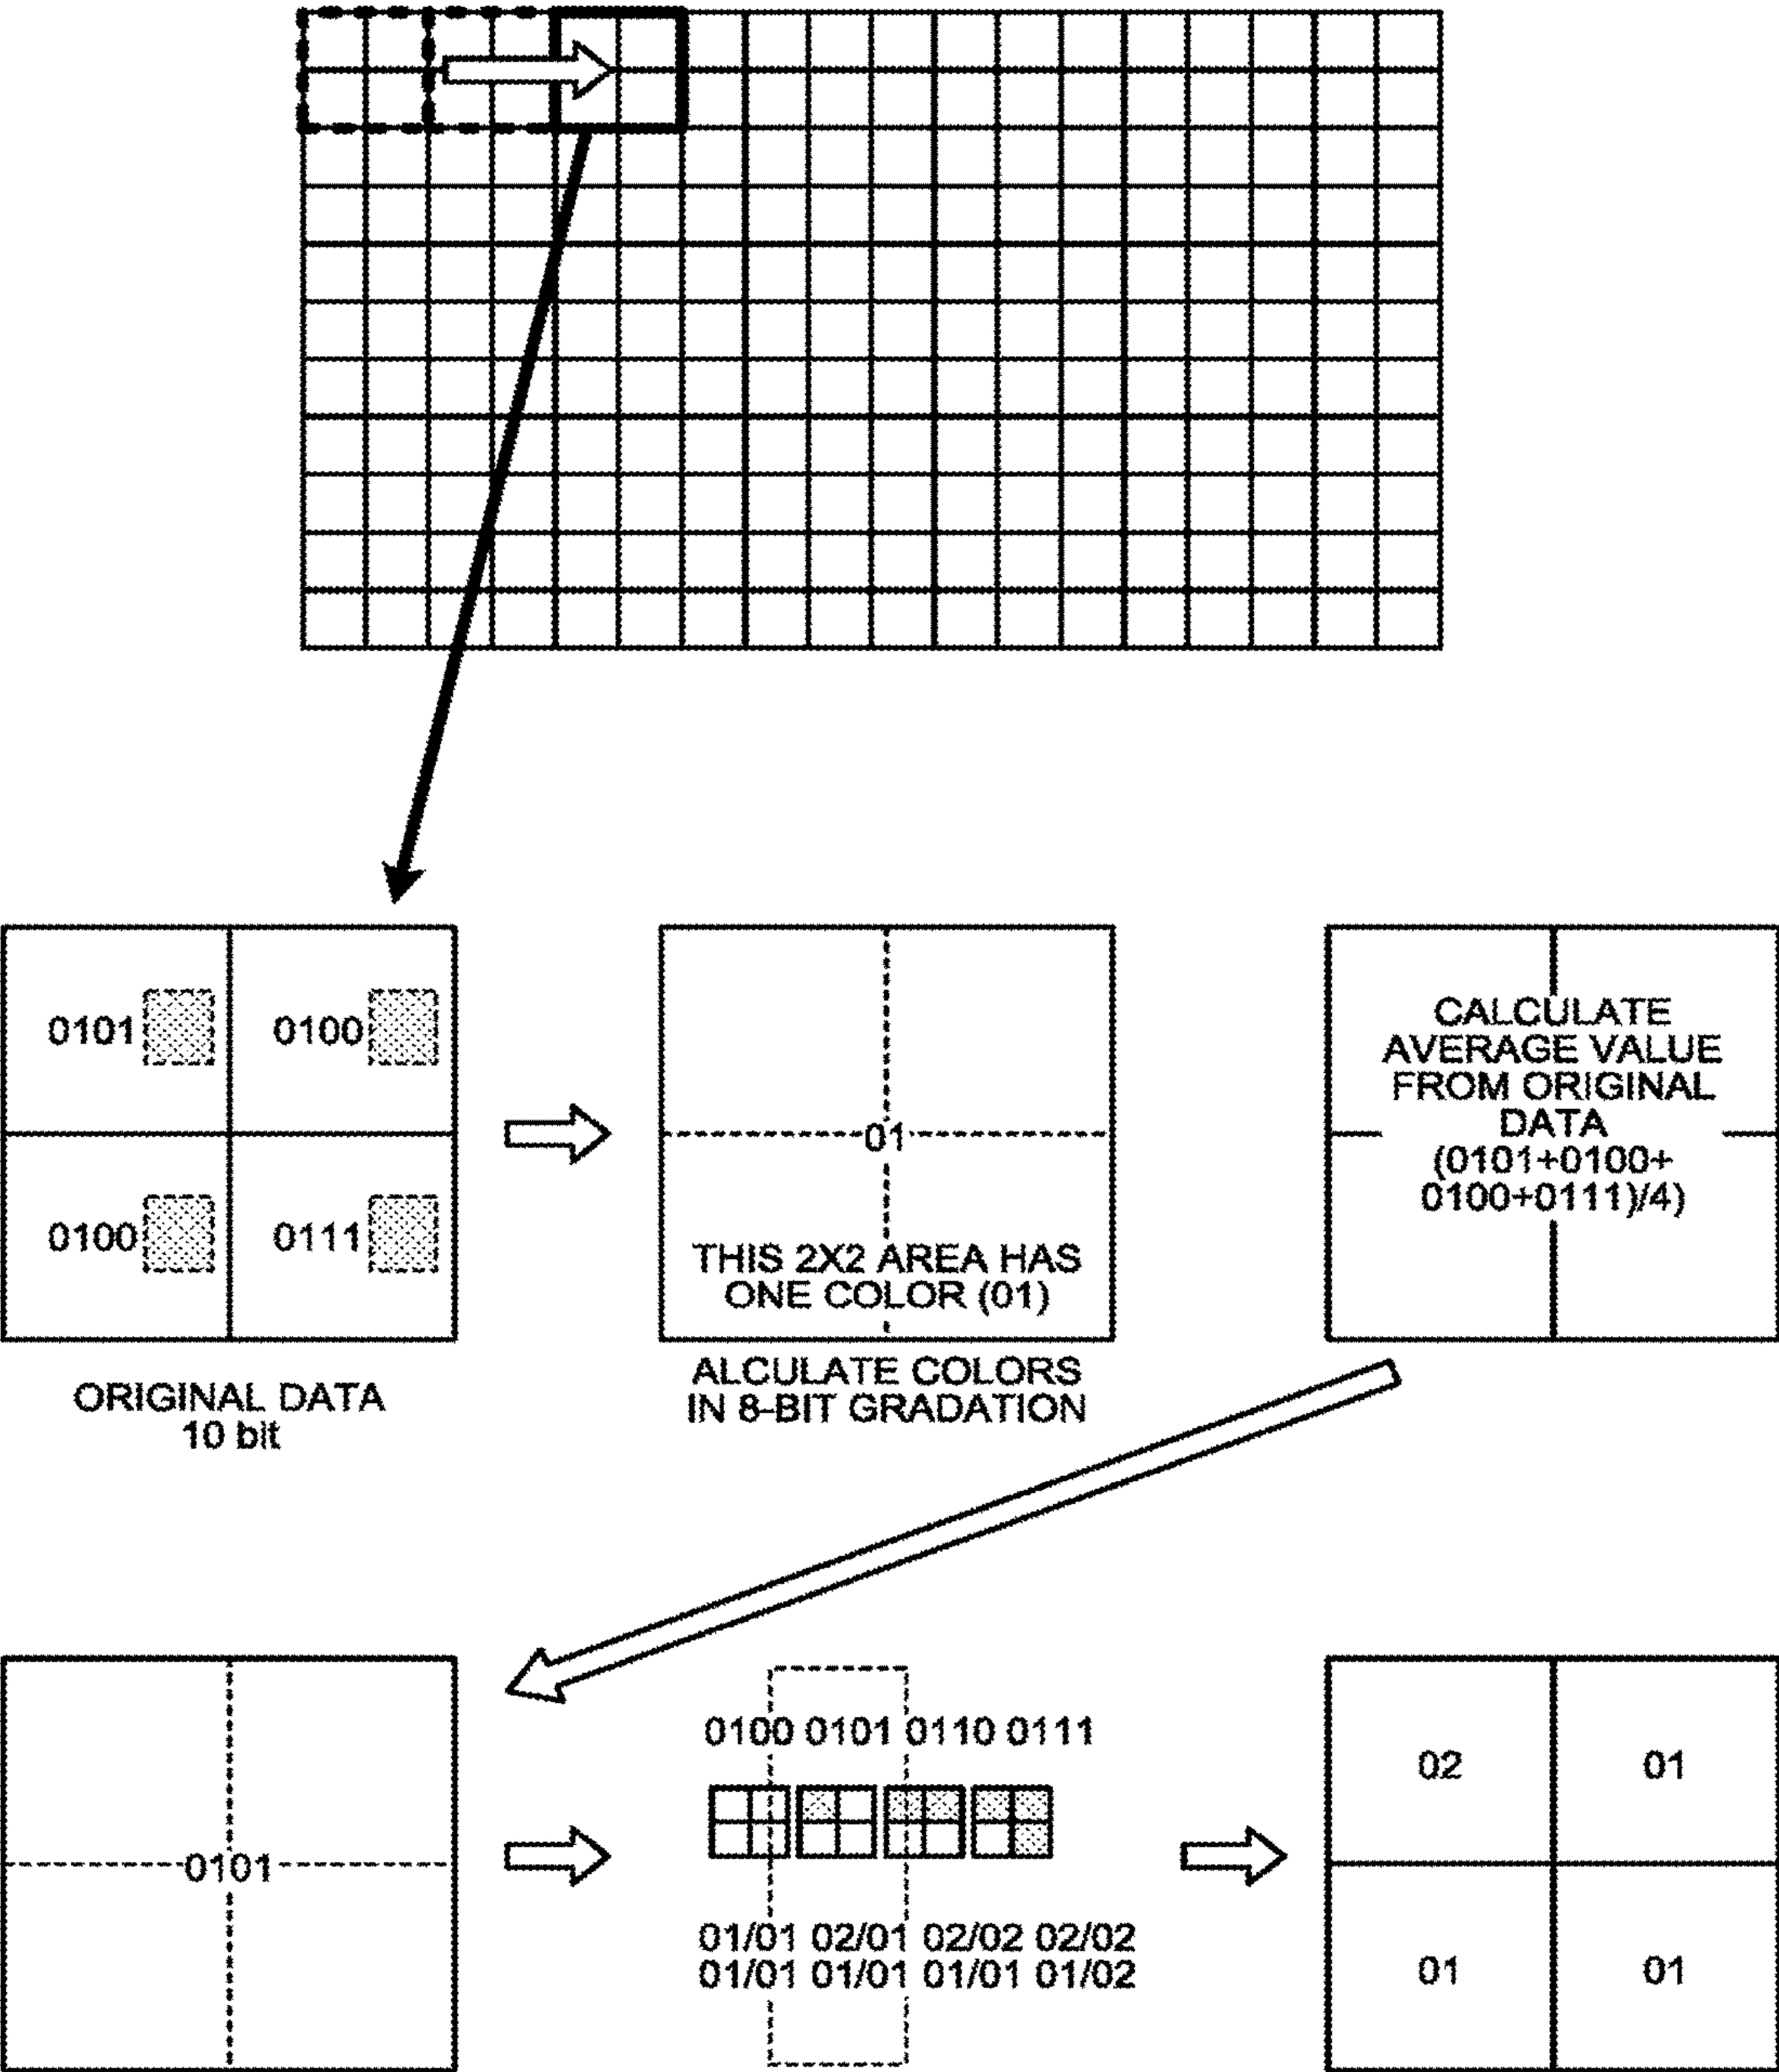 0101
0100
0100
0111
ORIGINAL DATA
10 bit
01
THIS 2X2 AREA HAS
ONE COLOR (01)
ALCULATE COLORS
IN 8-BIT GRADATION
CALCULATE
AVERAGE VALUE
FROM ORIGINAL
DATA
(0101+0100+
0100+0111)/4)
0101
0100 0101 0110 0111
01/01 02/01 02/02 02/02
01/01 01/01 01/01 01/02
02
01
01
01